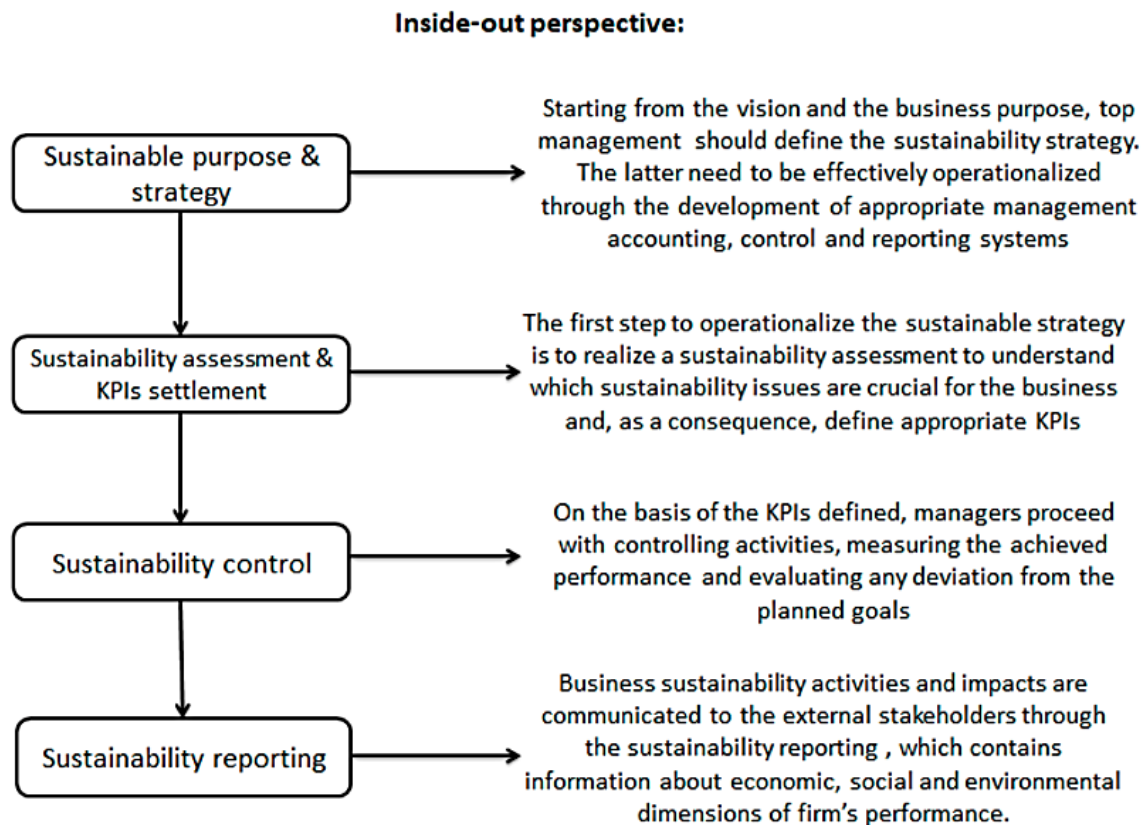 Inside-out perspective:
Sustainable purpose &
strategy
Starting from the vision and the business purpose, top
management should define the sustainability strategy.
The latter need to be effectively operationalized
through the development of appropriate management
accounting, control and reporting systems
Sustainability assessment &
KPIs settlement
The first step to operationalize the sustainable strategy
is to realize a sustainability assessment to understand
which sustainability issues are crucial for the business
and, as a consequence, define appropriate KPIs
Sustainability control
On the basis of the KPIs defined, managers proceed
with controlling activities, measuring the achieved
performance and evaluating any deviation from the
planned goals
Sustainability reporting
Business sustainability activities and impacts are
communicated to the external stakeholders through
the sustainability reporting , which contains
information about economic, social and environmental
dimensions of firm's performance.